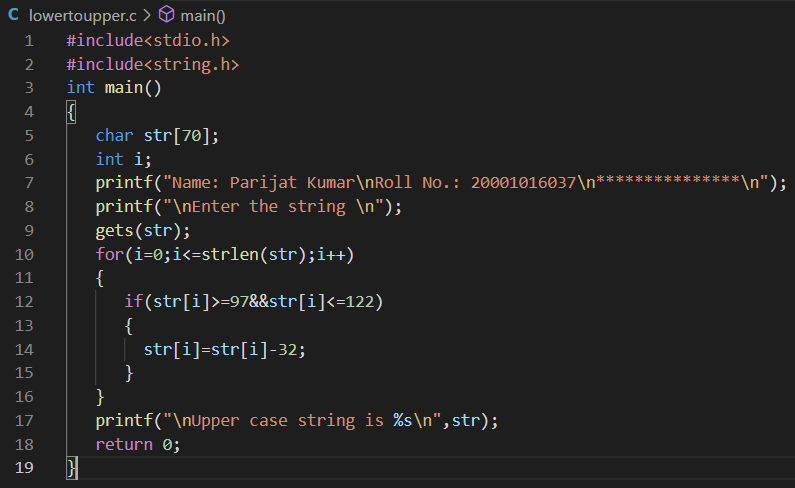 C lowertoupper.c > main()
1 #include<stdio.h>
2 #include<string.h>
3 int main()
4 {
5 char str[70];
6 int i;
7 printf("Name: Parijat Kumar\nRoll No.: 20001016037\n***************\n");
8 printf("\nEnter the string \n");
9 gets(str);
10 for(i=0;i<=strlen(str);i++)
11 {
12 if(str[i]>=97&&str[i]<=122)
13 {
14 str[i]=str[i]-32;
15 }
16 }
17 printf("\nUpper case string is %s\n",str);
18 return 0;
19 }